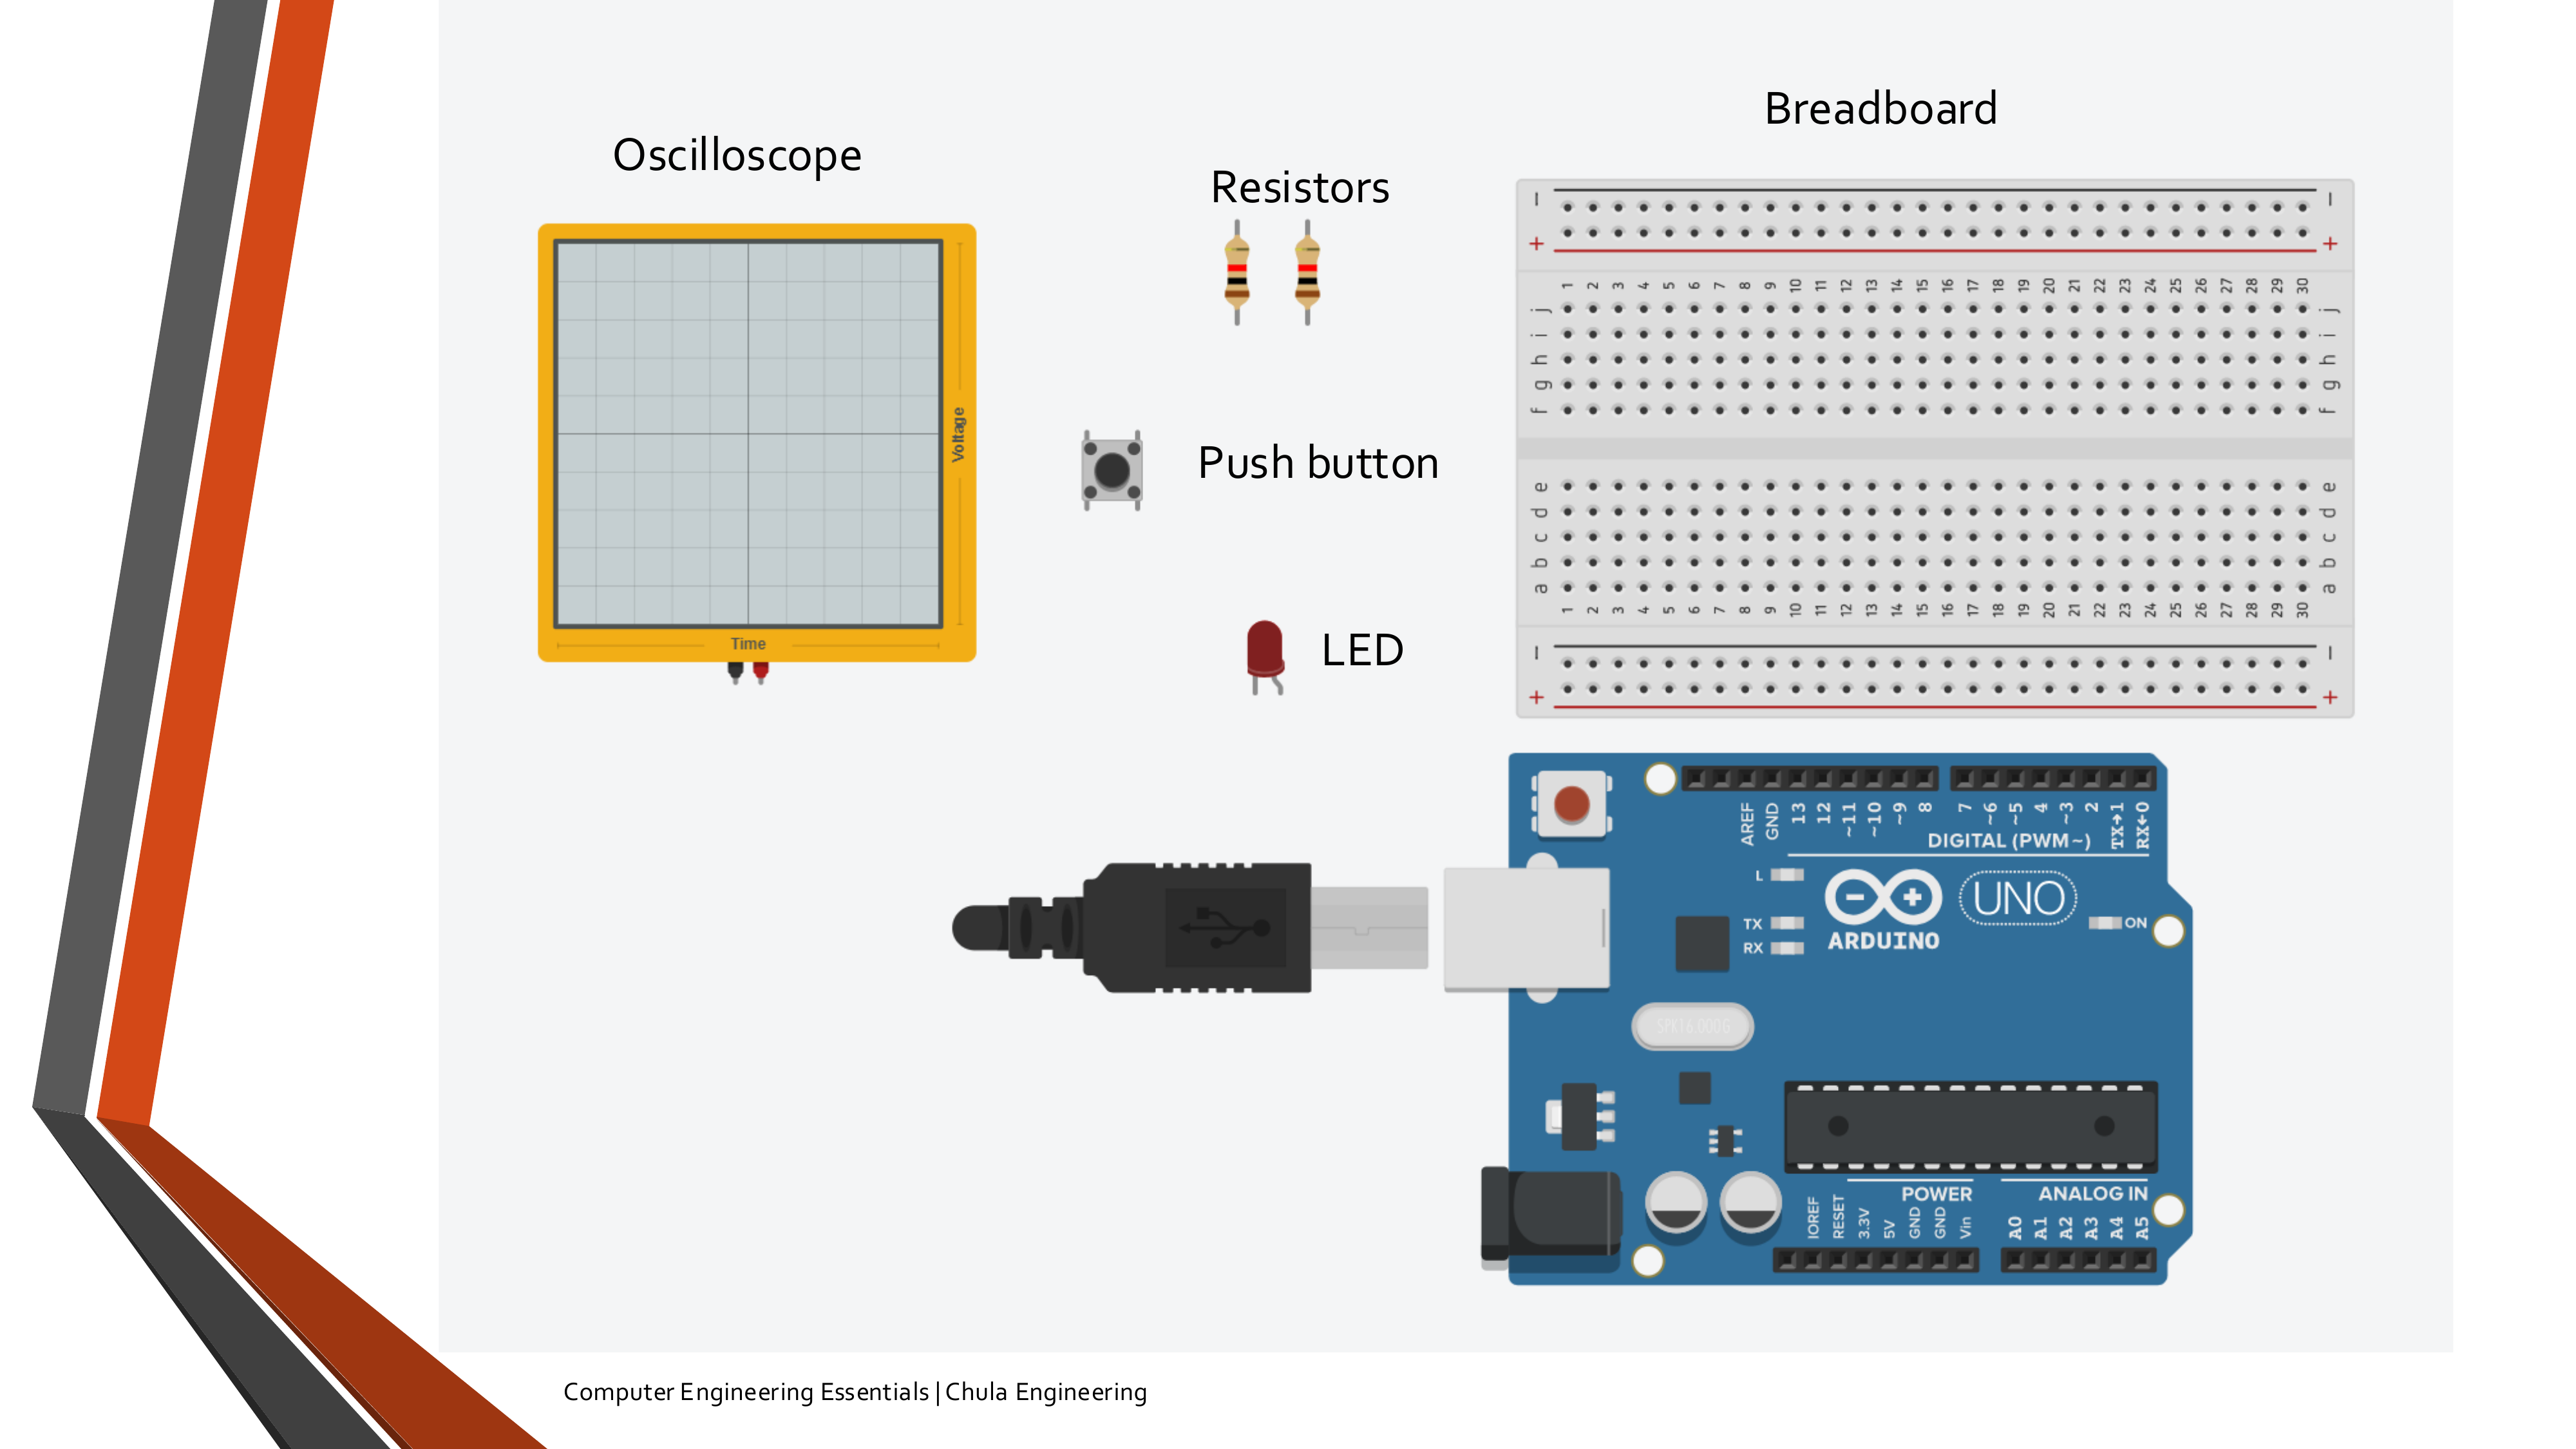 Breadboard
Oscilloscope
Resistors
Push button
LED
Voltage
Time
− −
+ +
1 2 3 4 5 6 7 8 9 10 11 12 13 14 15 16 17 18 19 20 21 22 23 24 25 26 27 28 29 30
j j
i i
h h
g g
f f
e e
d d
c c
b b
a a
1 2 3 4 5 6 7 8 9 10 11 12 13 14 15 16 17 18 19 20 21 22 23 24 25 26 27 28 29 30
− −
+ +
AREF GND 13 12 ~11 ~10 ~9 8 7 ~6 ~5 4 ~3 2 TX→1 RX←0
DIGITAL (PWM ~)
L
TX
RX
UNO
ON
ARDUINO
SPK16.000G
POWER ANALOG IN
IOREF RESET 3.3V 5V GND GND Vin A0 A1 A2 A3 A4 A5
Computer Engineering Essentials | Chula Engineering